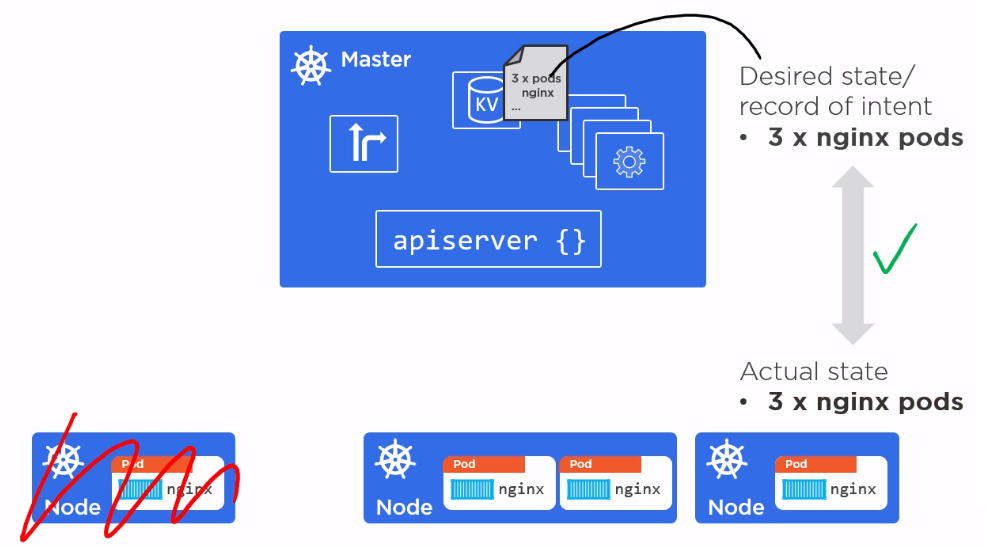 Master
3 x pods
nginx
...
KV
apiserver {}
Desired state/
record of intent
• 3 x nginx pods
Actual state
• 3 x nginx pods
Pod
nginx
Node
Pod
nginx
Pod
nginx
Node
Pod
nginx
Node